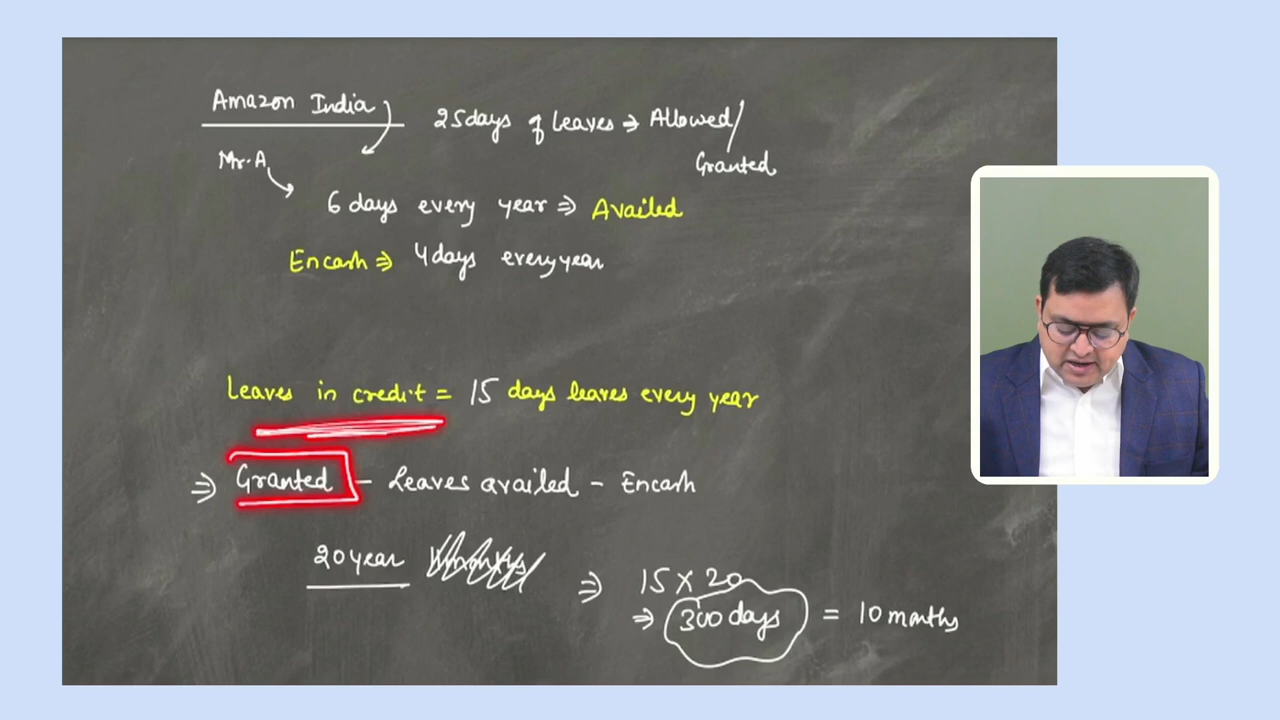 Amazon India
25days of leaves ⇒ Allowed/
Granted
Mr.A
6 days every year ⇒ Availed
Encash ⇒ 4days everyyear
Leaves in credit = 15 days leaves every year
⇒ Granted - Leaves availed - Encash
20year
⇒ 15 X 20
⇒ 300 days = 10 months